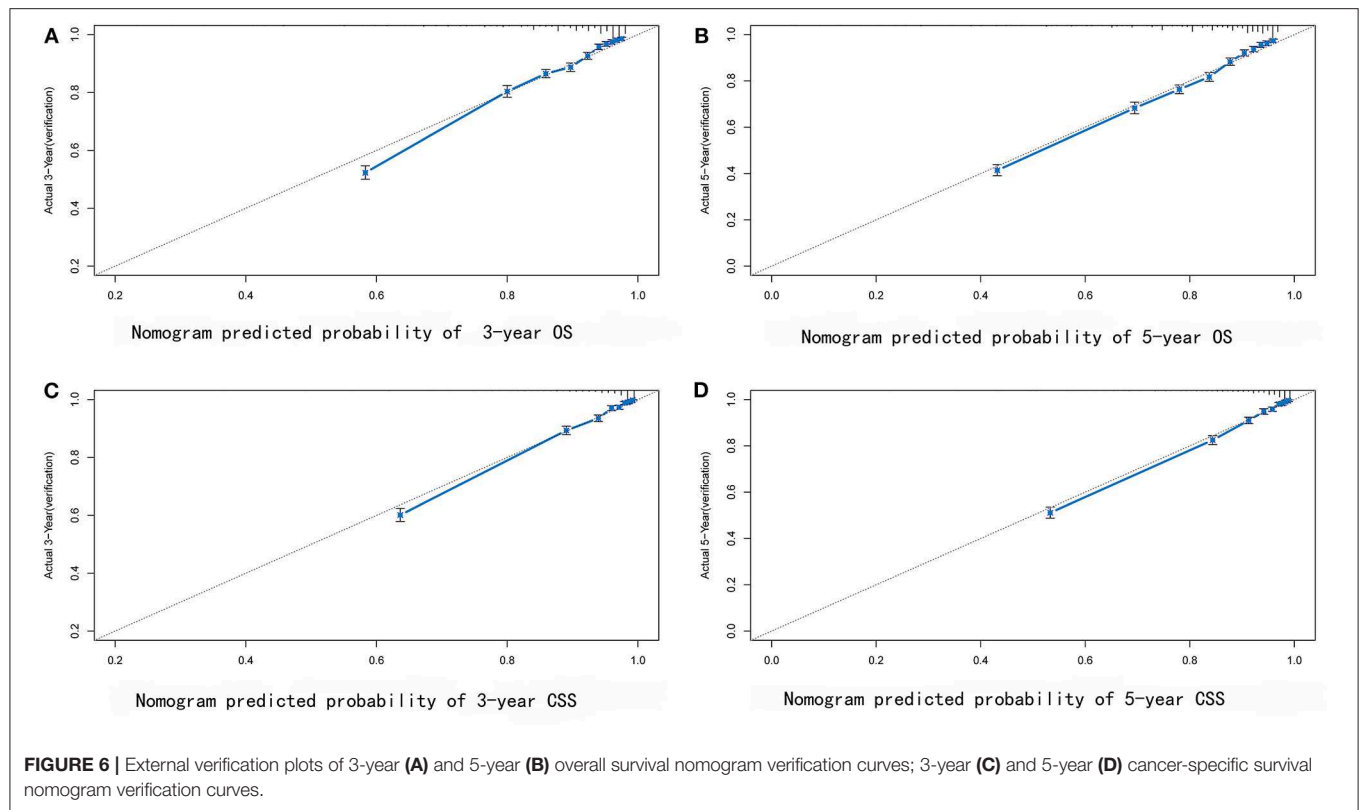 A
Actual 3-Year(verification)
1.0
0.8
0.6
0.4
0.2
0.2 0.4 0.6 0.8 1.0
Nomogram predicted probability of 3-year OS
B
Actual 5-Year(verification)
1.0
0.8
0.6
0.4
0.2
0.0
0.0 0.2 0.4 0.6 0.8 1.0
Nomogram predicted probability of 5-year OS
C
Actual 3-Year(verification)
1.0
0.8
0.6
0.4
0.2
0.2 0.4 0.6 0.8 1.0
Nomogram predicted probability of 3-year CSS
D
Actual 5-Year(verification)
1.0
0.8
0.6
0.4
0.2
0.0
0.0 0.2 0.4 0.6 0.8 1.0
Nomogram predicted probability of 5-year CSS
FIGURE 6 | External verification plots of 3-year (A) and 5-year (B) overall survival nomogram verification curves; 3-year (C) and 5-year (D) cancer-specific survival
nomogram verification curves.